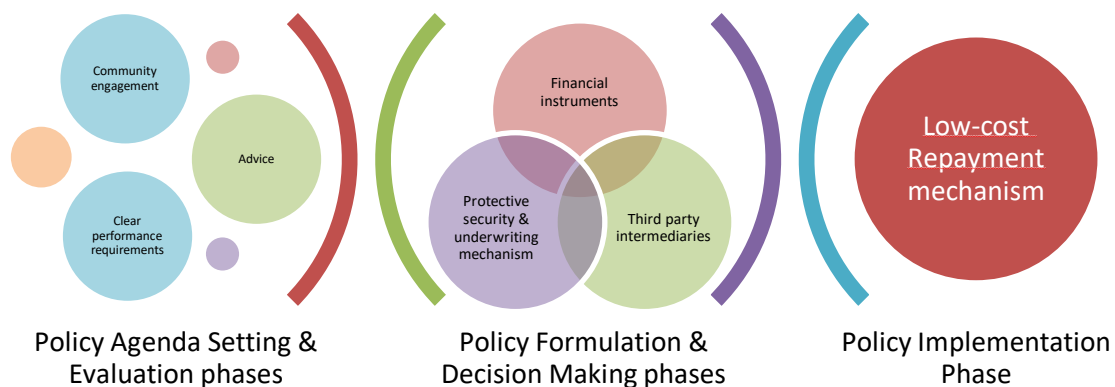 Community
engagement
Advice
Clear
performance
requirements
Policy Agenda Setting &
Evaluation phases
Financial
instruments
Protective
security &
underwriting
mechanism
Third party
intermediaries
Policy Formulation &
Decision Making phases
Low-cost
Repayment
mechanism
Policy Implementation
Phase